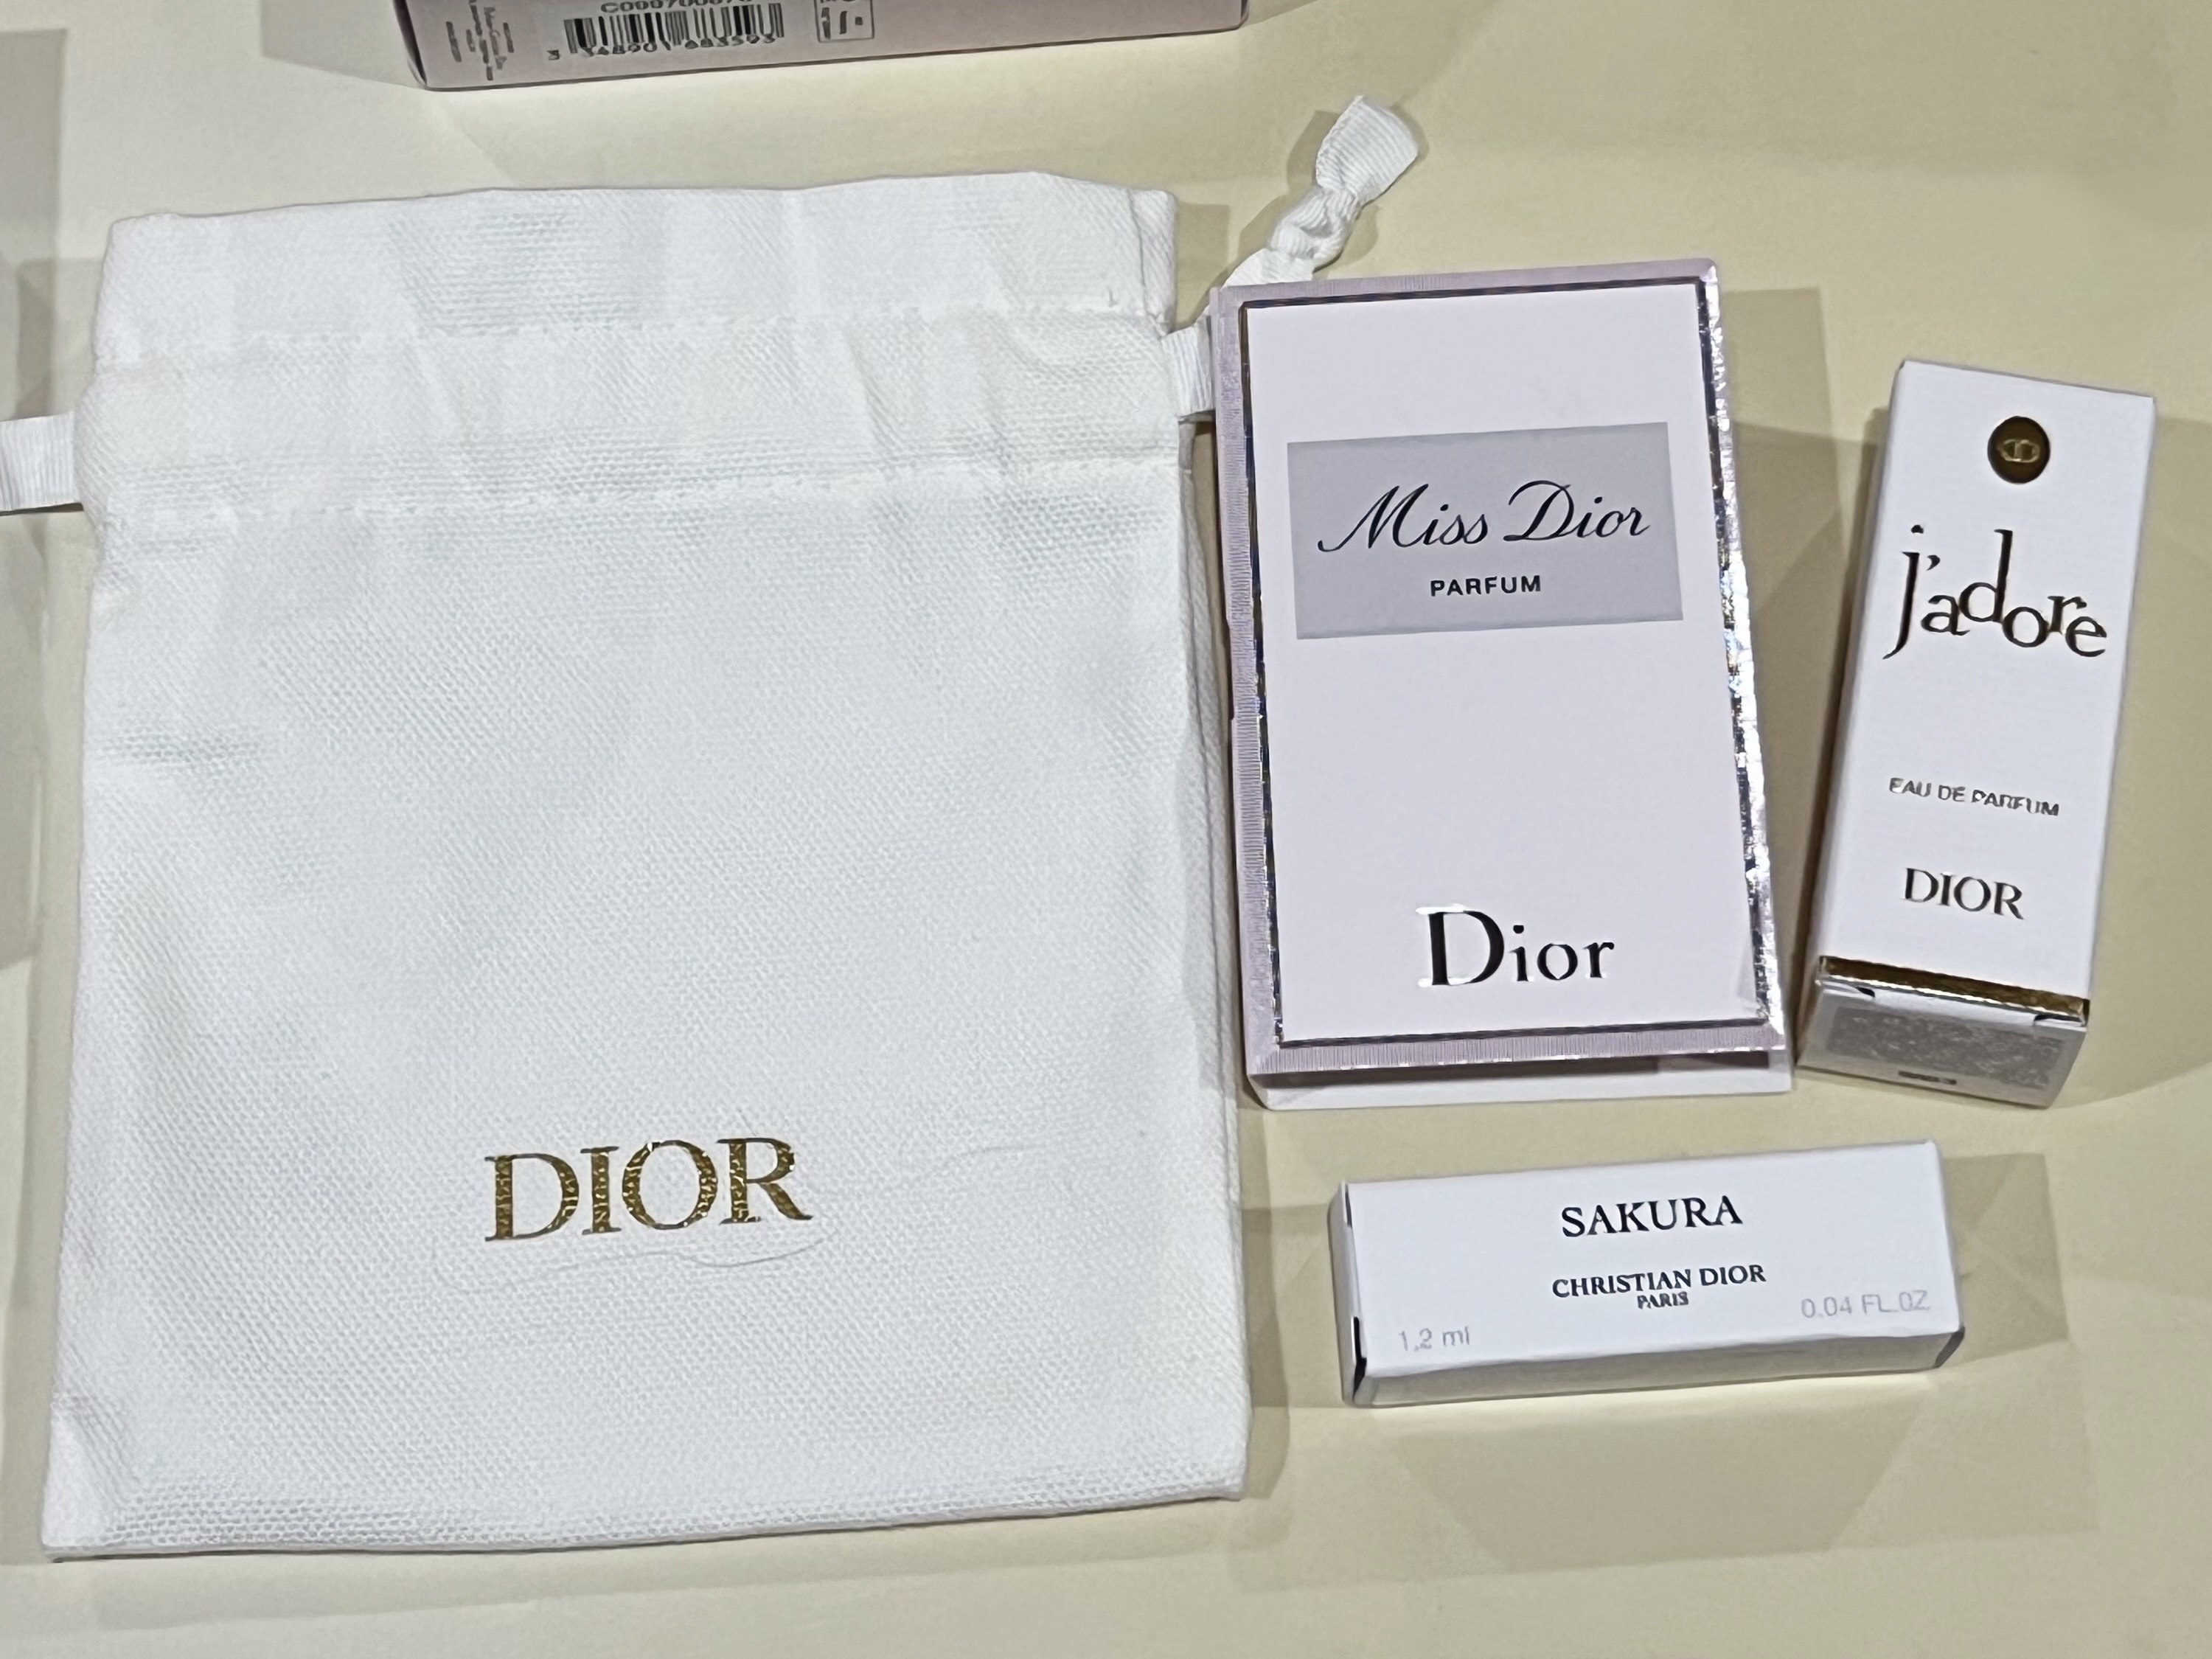 Miss Dior
PARFUM
Dior
j'adore
EAU DE PARFUM
DIOR
DIOR
SAKURA
CHRISTIAN DIOR
PARIS
1,2 ml
0.04 FL.OZ